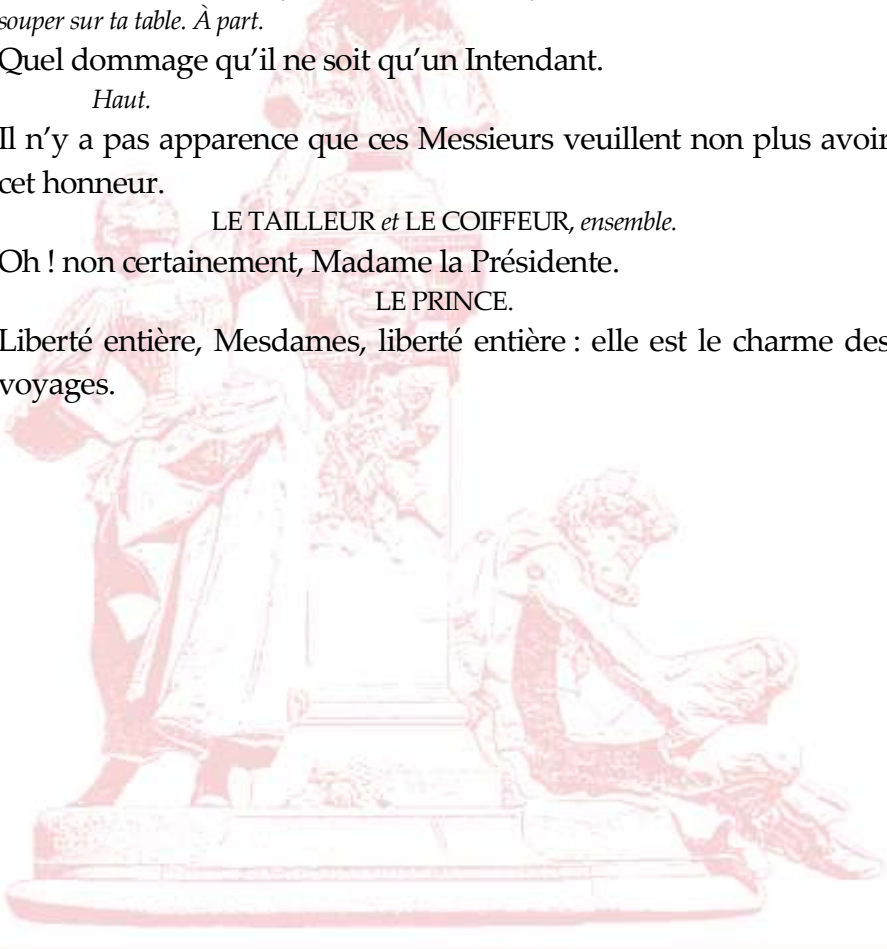 souper sur ta table. À part.
Quel dommage qu’il ne soit qu’un Intendant.
Haut.
Il n’y a pas apparence que ces Messieurs veuillent non plus avoir
cet honneur.
LE TAILLEUR et LE COIFFEUR, ensemble.
Oh ! non certainement, Madame la Présidente.
LE PRINCE.
Liberté entière, Mesdames, liberté entière : elle est le charme des
voyages.